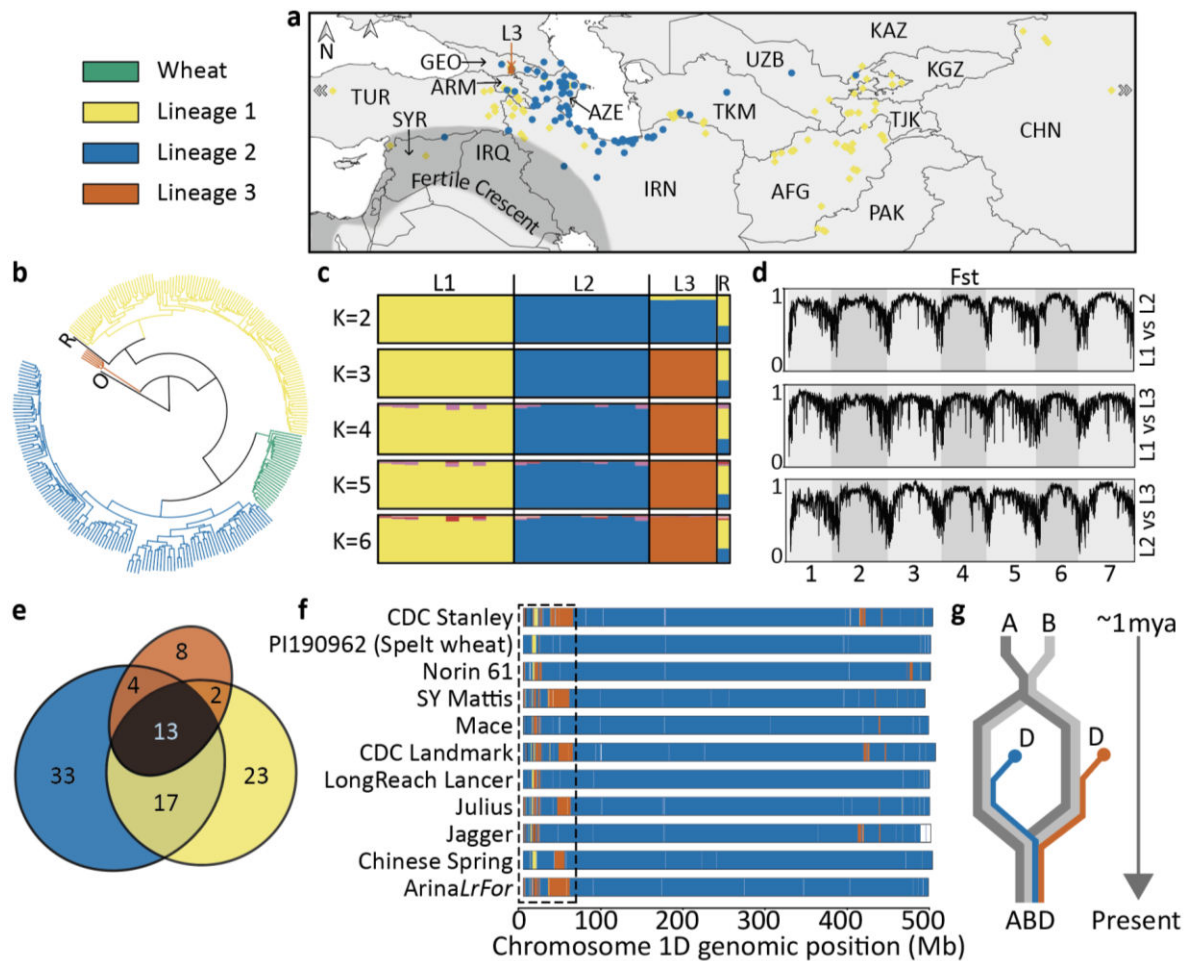 Wheat
Lineage 1
Lineage 2
Lineage 3
a
N
L3
KAZ
GEO
UZB
KGZ
ARM
TUR
AZE
TKM
TJK
SYR
CHN
IRQ
IRN
AFG
PAK
Fertile Crescent
b
R
O
c
L1 L2 L3 R
K=2
K=3
K=4
K=5
K=6
d
Fst
1
0
L1 vs L2
1
0
L1 vs L3
1
0
L2 vs L3
1 2 3 4 5 6 7
e
8
4 2
13
33 23
17
f
CDC Stanley
PI190962 (Spelt wheat)
Norin 61
SY Mattis
Mace
CDC Landmark
LongReach Lancer
Julius
Jagger
Chinese Spring
ArinaLrFor
0 100 200 300 400 500
Chromosome 1D genomic position (Mb)
g
A B ~1mya
D D
ABD Present